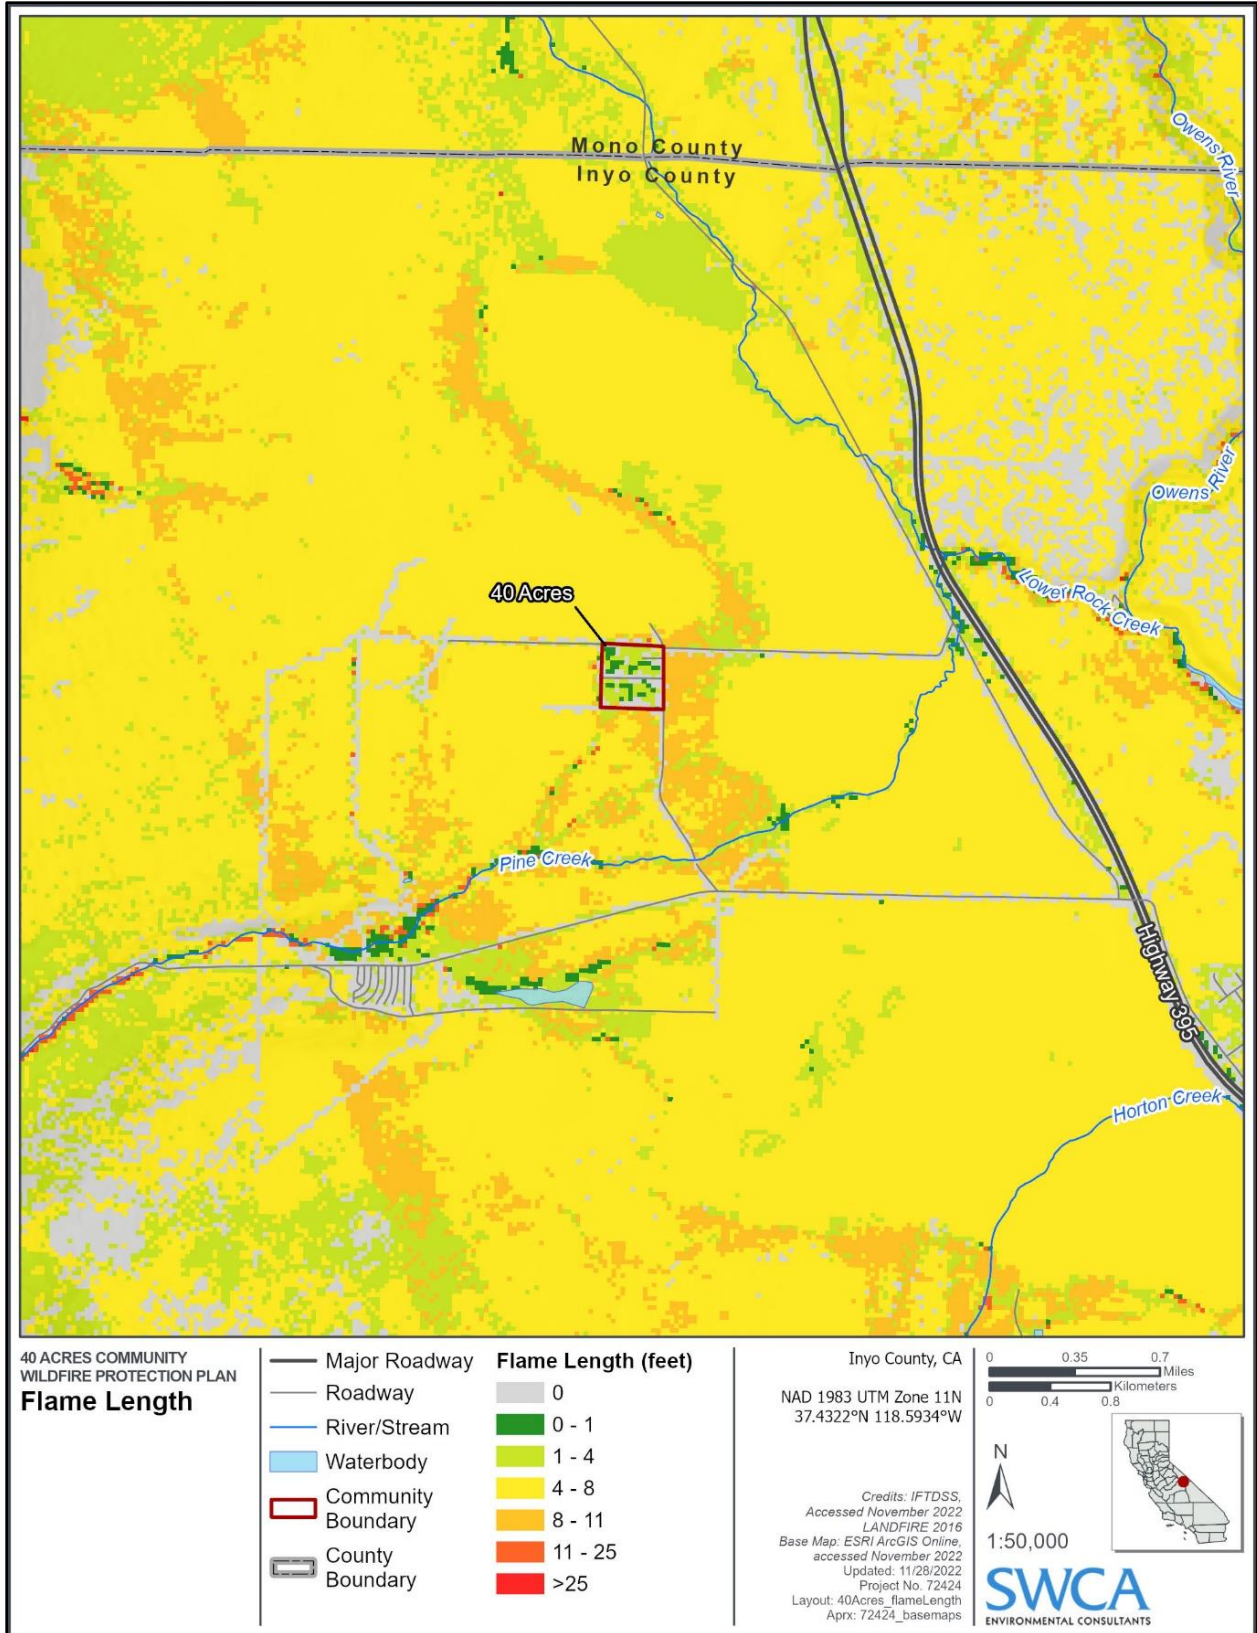 Mono County
Inyo County
Owens River
Owens River
Lower Rock Creek
40 Acres
Pine Creek
Highway 395
Horton Creek
40 ACRES COMMUNITY
WILDFIRE PROTECTION PLAN
Flame Length
Major Roadway
Roadway
River/Stream
Waterbody
Community
Boundary
County
Boundary
Flame Length (feet)
0
0 - 1
1 - 4
4 - 8
8 - 11
11 - 25
>25
Inyo County, CA
NAD 1983 UTM Zone 11N
37.4322°N 118.5934°W
Credits: IFTDSS,
Accessed November 2022
LANDFIRE 2016
Base Map: ESRI ArcGIS Online,
accessed November 2022
Updated: 11/28/2022
Project No. 72424
Layout: 40Acres_flameLength
Aprx: 72424_basemaps
0 0.35 0.7
Miles
Kilometers
0 0.4 0.8
N
1:50,000
SWCA
ENVIRONMENTAL CONSULTANTS